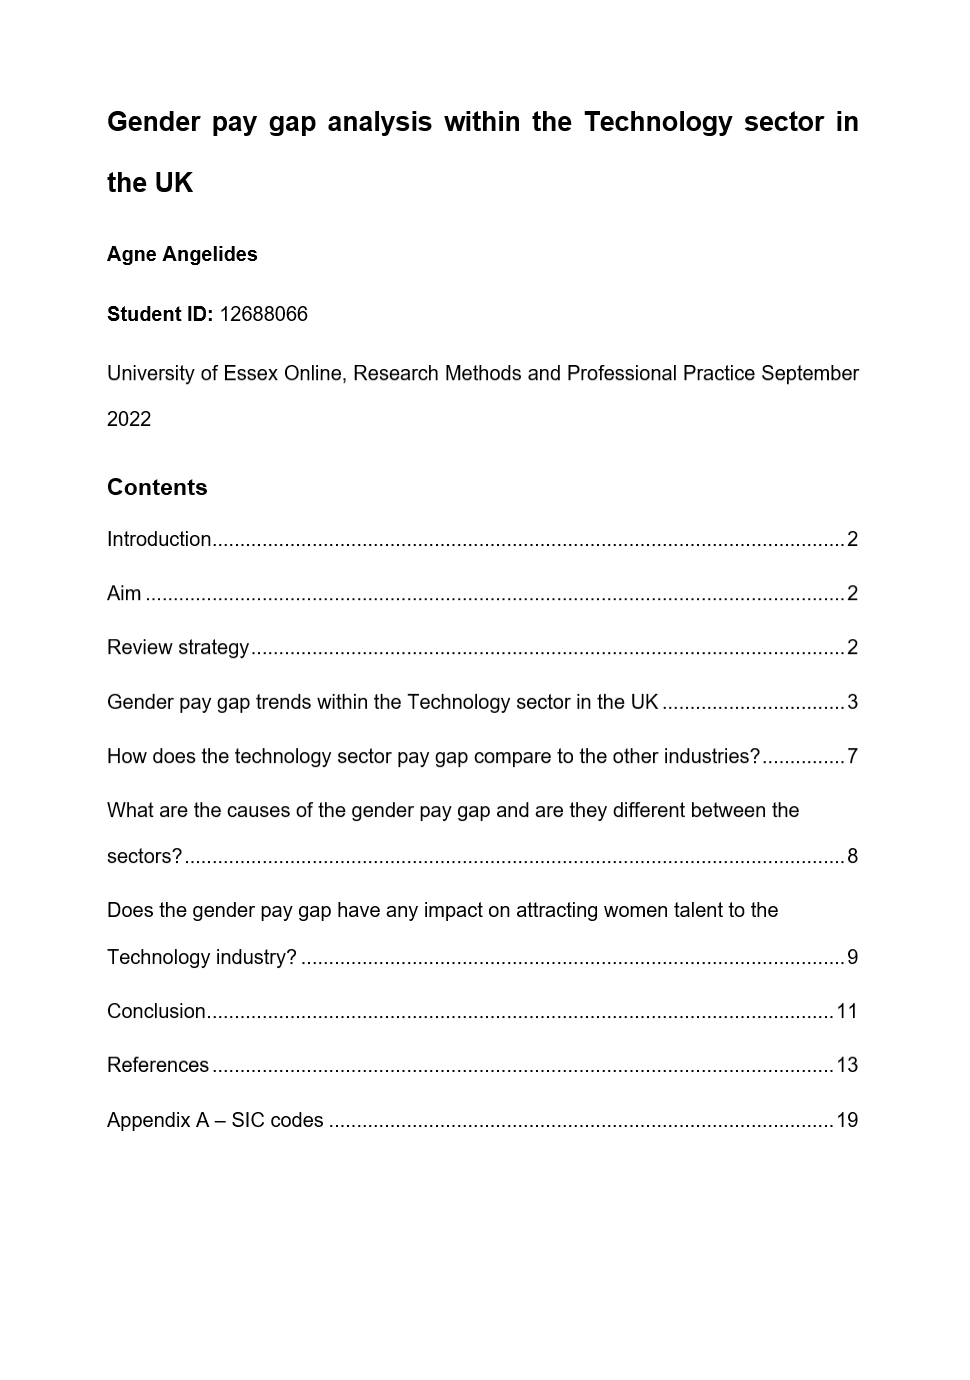 Gender pay gap analysis within the Technology sector in
the UK
Agne Angelides
Student ID: 12688066
University of Essex Online, Research Methods and Professional Practice September
2022
Contents
Introduction.....................................................................................................................2
Aim .................................................................................................................................2
Review strategy..............................................................................................................2
Gender pay gap trends within the Technology sector in the UK .................................3
How does the technology sector pay gap compare to the other industries?...............7
What are the causes of the gender pay gap and are they different between the
sectors?..........................................................................................................................8
Does the gender pay gap have any impact on attracting women talent to the
Technology industry? .....................................................................................................9
Conclusion....................................................................................................................11
References ...................................................................................................................13
Appendix A – SIC codes ..............................................................................................19